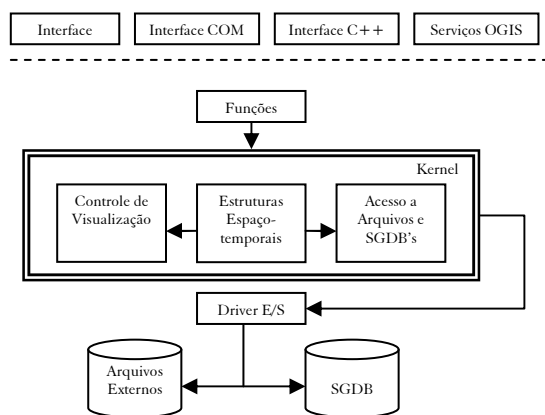 Interface
Interface COM
Interface C++
Serviços OGIS
Funções
Kernel
Controle de
Visualização
Estruturas
Espaço-
temporais
Acesso a
Arquivos e
SGDB's
Driver E/S
Arquivos
Externos
SGDB